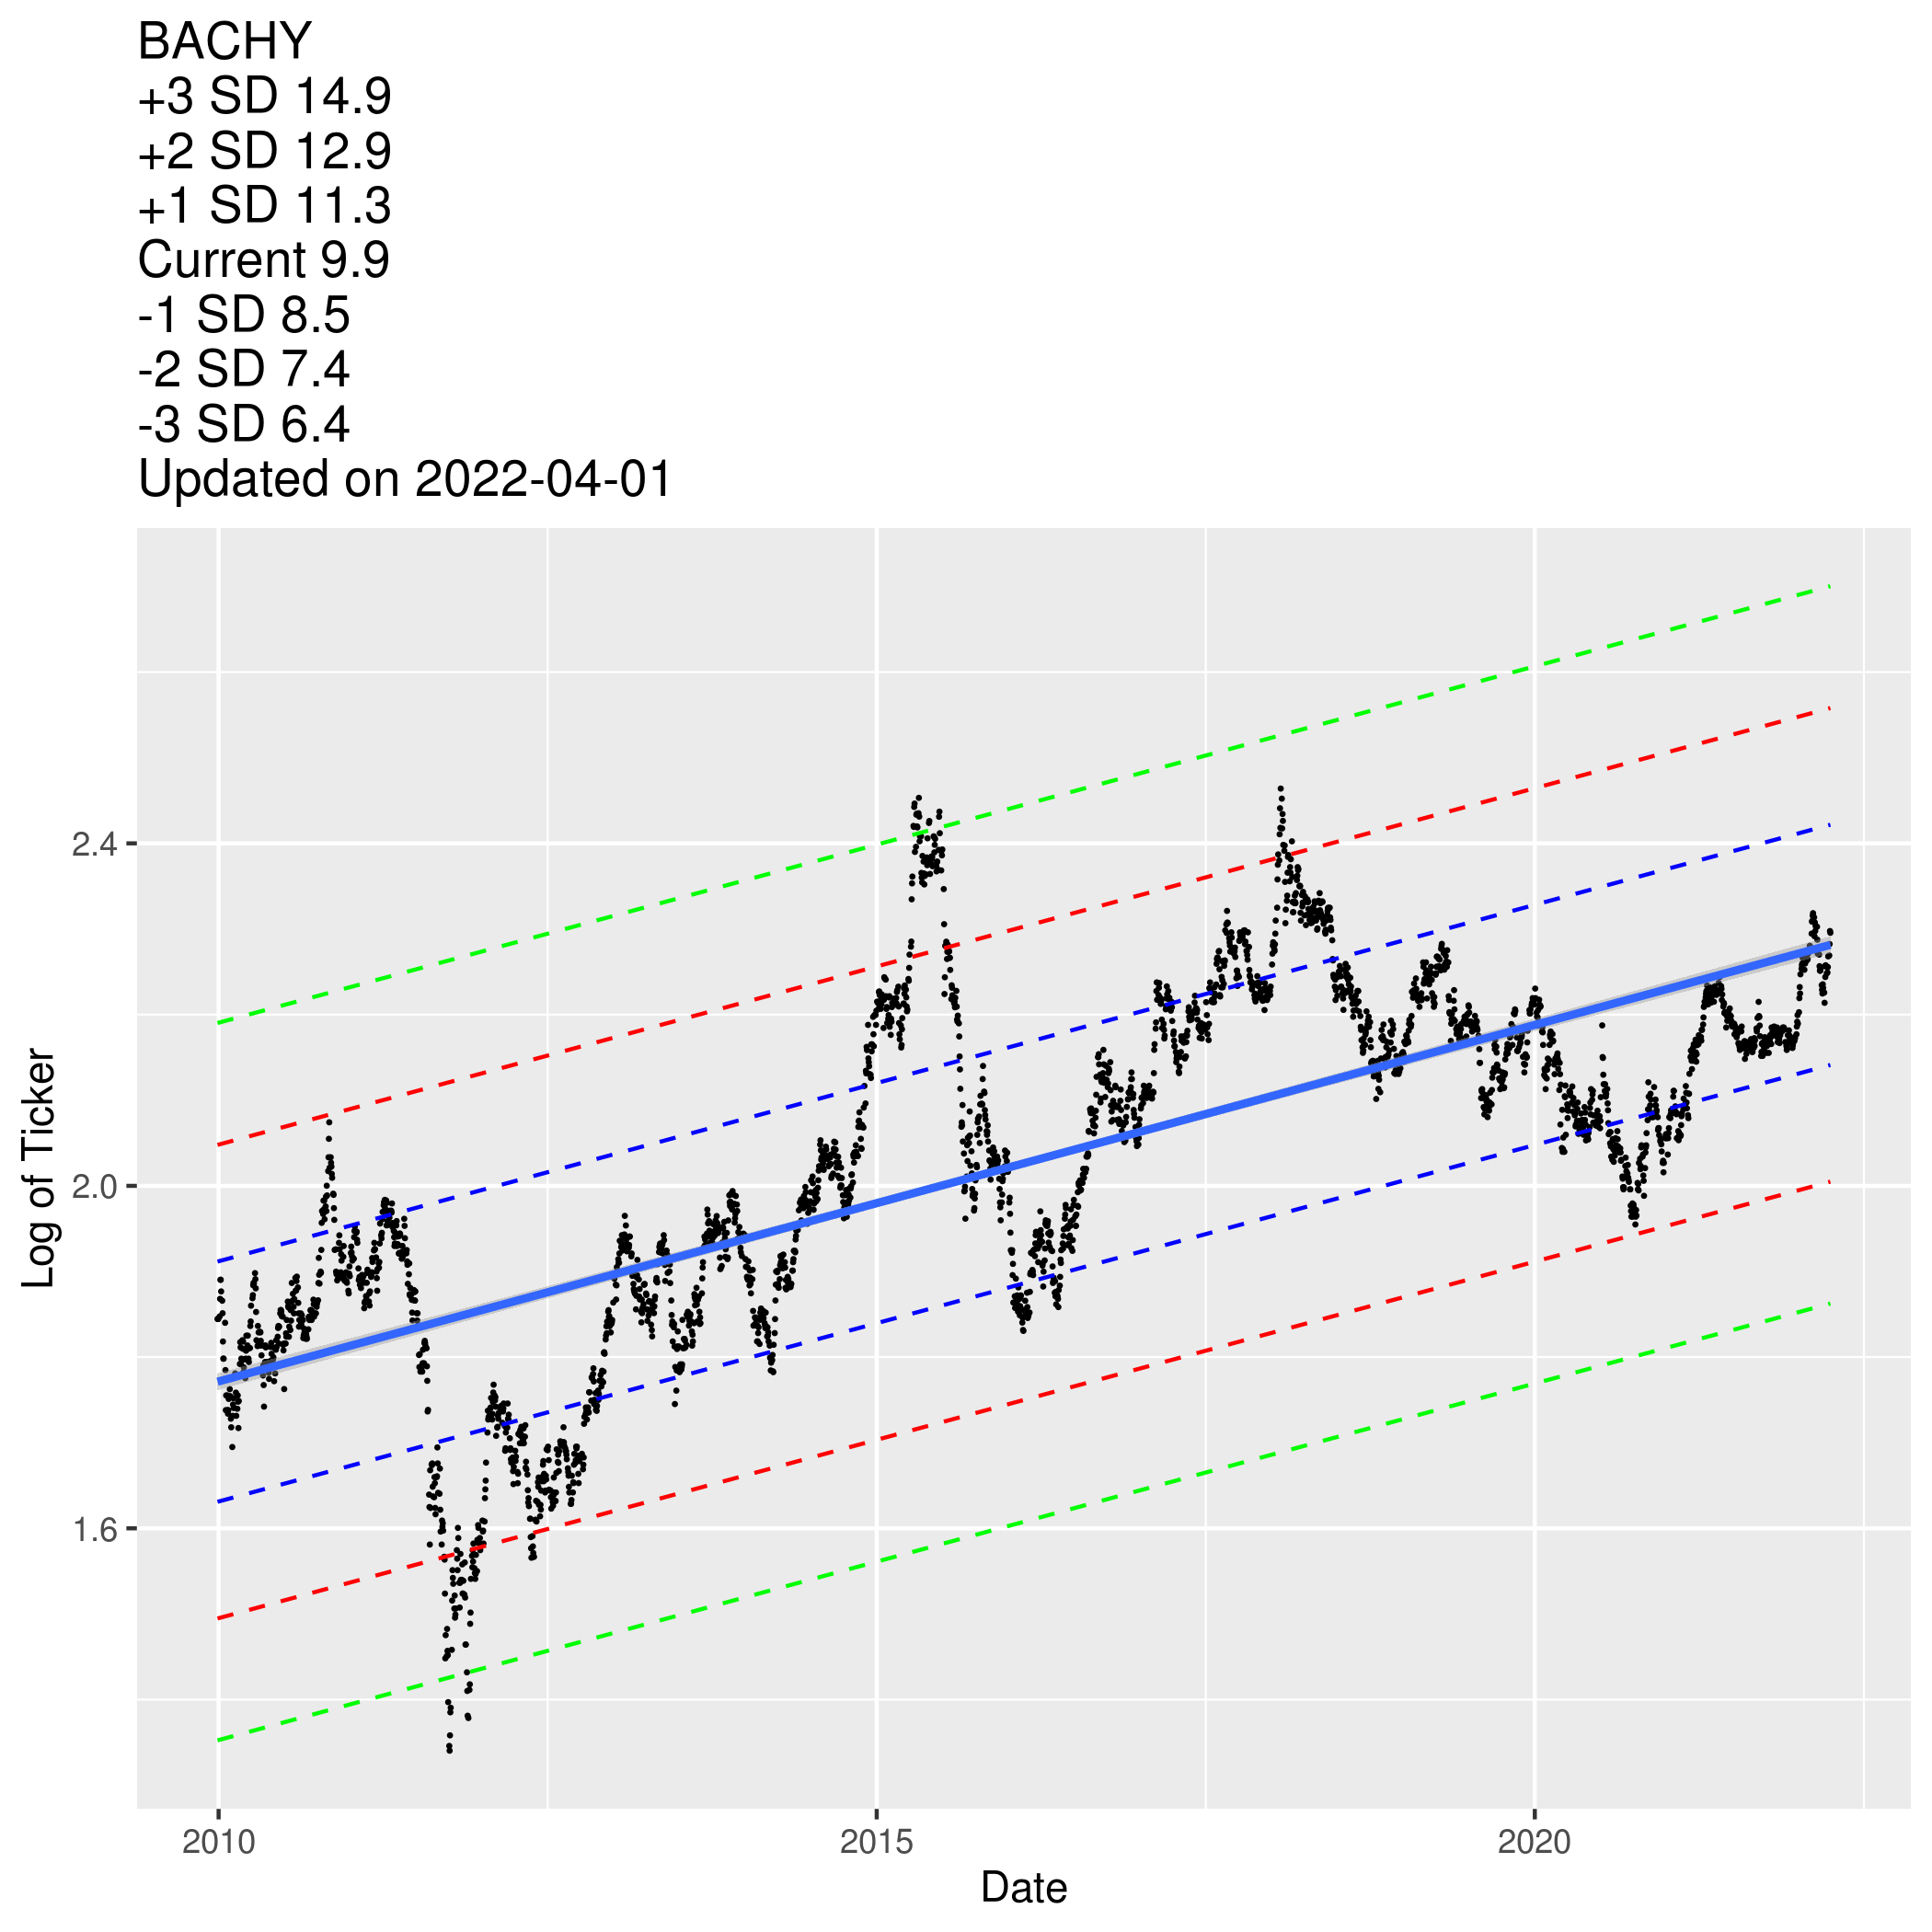 BACHY
+3 SD 14.9
+2 SD 12.9
+1 SD 11.3
Current 9.9
-1 SD 8.5
-2 SD 7.4
-3 SD 6.4
Updated on 2022-04-01
2.4
2.0
1.6
Log of Ticker
2010 2015 2020
Date